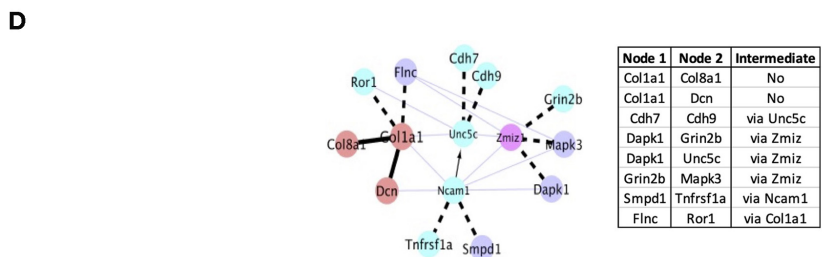 D
Cdh7
Flnc
Cdh9
Ror1
Grin2b
Col1a1
Unc5c
Zmiz1
Col8a1
Mapk3
Dcn
Ncam1
Dapk1
Tnfrsf1a
Smpd1
Node 1 Node 2 Intermediate
Col1a1 Col8a1 No
Col1a1 Dcn No
Cdh7 Cdh9 via Unc5c
Dapk1 Grin2b via Zmiz
Dapk1 Unc5c via Zmiz
Grin2b Mapk3 via Zmiz
Smpd1 Tnfrsf1a via Ncam1
Flnc Ror1 via Col1a1